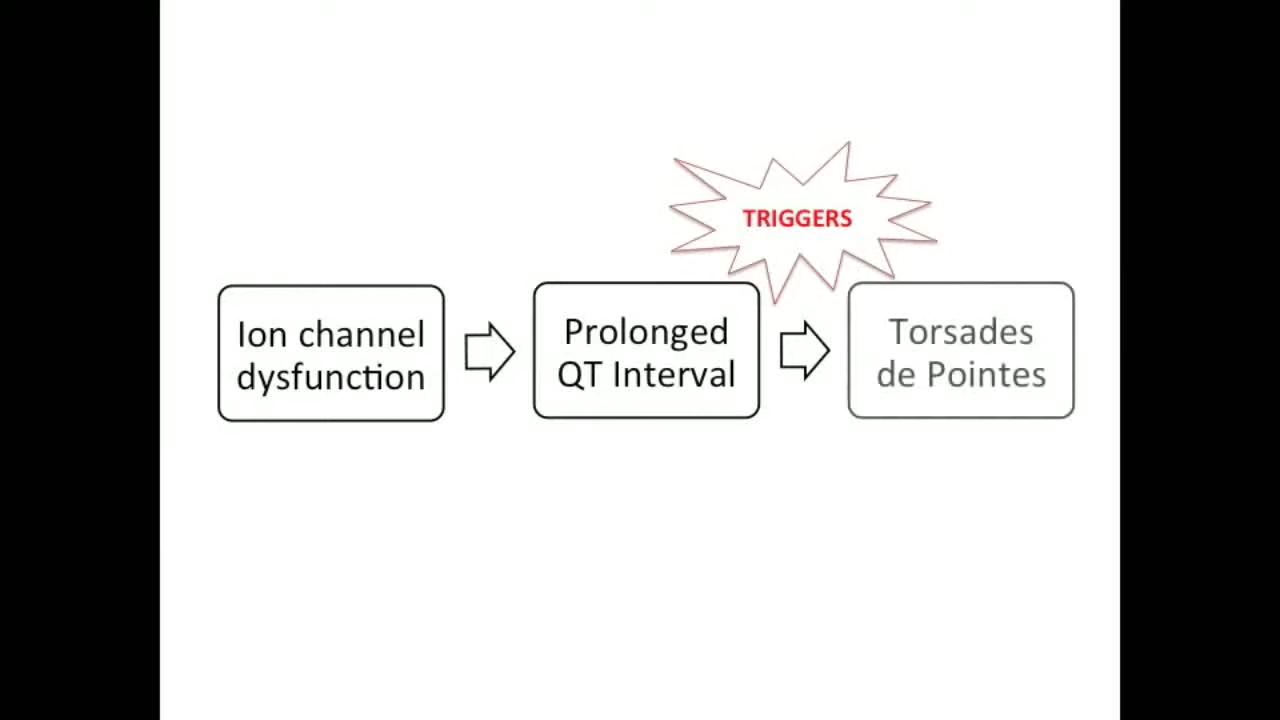 TRIGGERS
Ion channel
dysfunction
Prolonged
QT Interval
Torsades
de Pointes